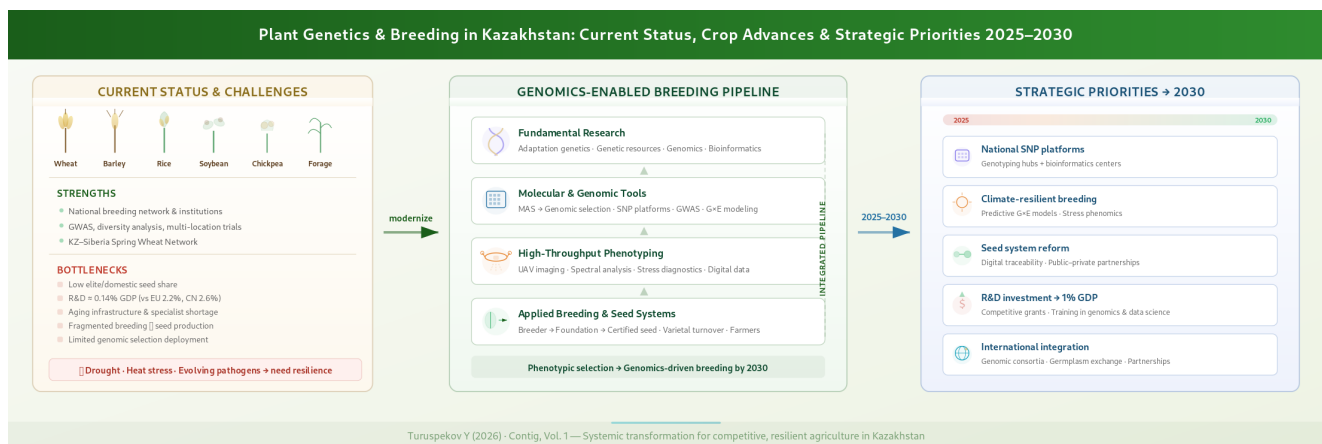 Plant Genetics & Breeding in Kazakhstan: Current Status, Crop Advances & Strategic Priorities 2025–2030
CURRENT STATUS & CHALLENGES
Wheat Barley Rice Soybean Chickpea Forage
STRENGTHS
National breeding network & institutions
GWAS, diversity analysis, multi-location trials
KZ–Siberia Spring Wheat Network
BOTTLENECKS
Low elite/domestic seed share
R&D ≈ 0.14% GDP (vs EU 2.2%, CN 2.6%)
Aging infrastructure & specialist shortage
Fragmented breeding ▯ seed production
Limited genomic selection deployment
▯ Drought · Heat stress · Evolving pathogens → need resilience
modernize
GENOMICS-ENABLED BREEDING PIPELINE
Fundamental Research
Adaptation genetics · Genetic resources · Genomics · Bioinformatics
Molecular & Genomic Tools
MAS → Genomic selection · SNP platforms · GWAS · G×E modeling
High-Throughput Phenotyping
UAV imaging · Spectral analysis · Stress diagnostics · Digital data
Applied Breeding & Seed Systems
Breeder → Foundation → Certified seed · Varietal turnover · Farmers
INTEGRATED PIPELINE
Phenotypic selection → Genomics-driven breeding by 2030
2025–2030
STRATEGIC PRIORITIES → 2030
2025 2030
National SNP platforms
Genotyping hubs + bioinformatics centers
Climate-resilient breeding
Predictive G×E models · Stress phenomics
Seed system reform
Digital traceability · Public–private partnerships
$
R&D investment → 1% GDP
Competitive grants · Training in genomics & data science
International integration
Genomic consortia · Germplasm exchange · Partnerships
Turuspekov Y (2026) · Contig, Vol. 1 — Systemic transformation for competitive, resilient agriculture in Kazakhstan